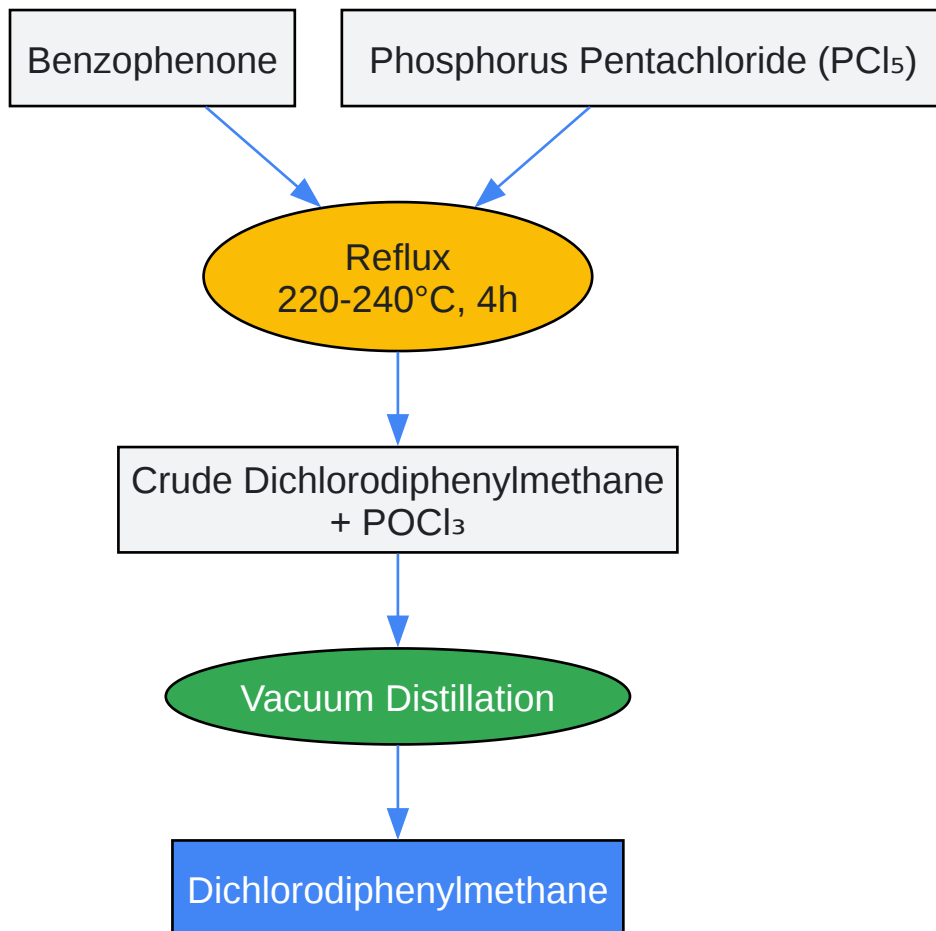 Benzophenone
Phosphorus Pentachloride (PCl₅)
Reflux
220-240°C, 4h
Crude Dichlorodiphenylmethane
+ POCl₃
Vacuum Distillation
Dichlorodiphenylmethane